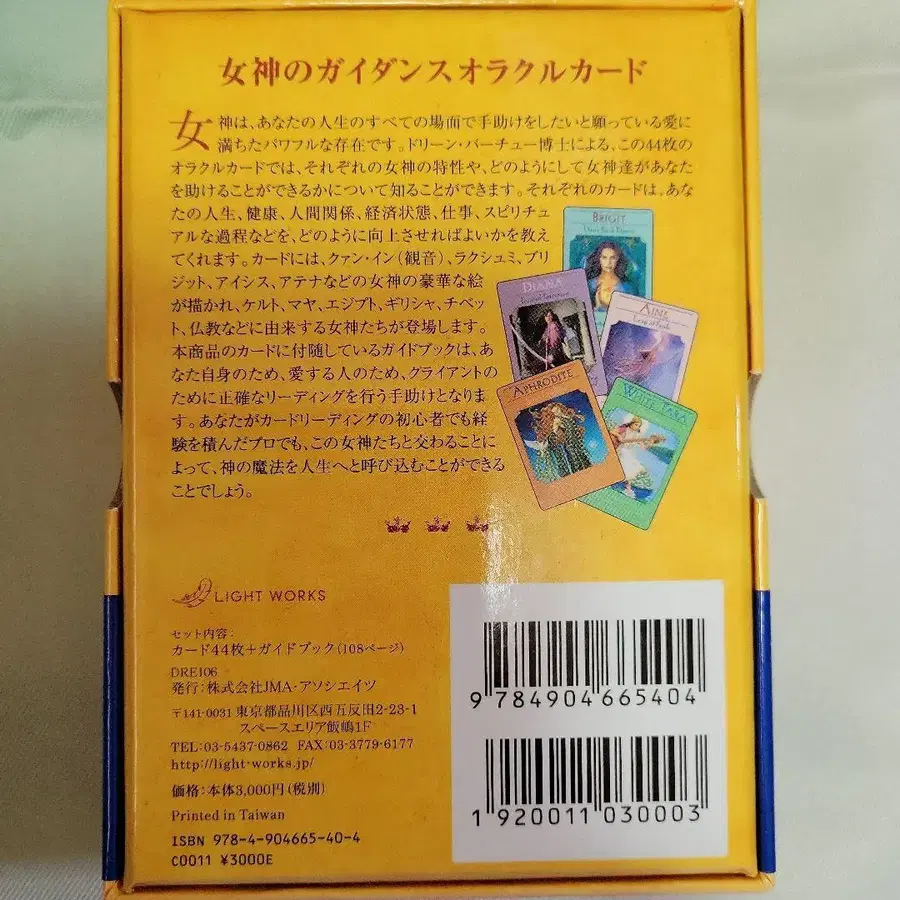 女神のガイダンスオラクルカード
女神は、あなたの人生のすべての場面で手助けをしたいと願っている愛に
満ちたパワフルな存在です。ドリーン・バーチュー博士による、この44枚の
オラクルカードでは、それぞれの女神の特性や、どのようにして女神達があなた
を助けることができるかについて知ることができます。それぞれのカードは、あな
たの人生、健康、人間関係、経済状態、仕事、スピリチュ
アルな過程などを、どのように向上させればよいかを教え
てくれます。カードには、クァン・イン（観音）、ラクシュミ、ブリ
ジット、アイシス、アテナなどの女神の豪華な絵
が描かれ、ケルト、マヤ、エジプト、ギリシャ、チベッ
ト、仏教などに由来する女神たちが登場します。
本商品のカードに付随しているガイドブックは、あ
なた自身のため、愛する人のため、クライアントの
ために正確なリーディングを行う手助けとなりま
す。あなたがカードリーディングの初心者でも経
験を積んだプロでも、この女神たちと交わることに
よって、神の魔法を人生へと呼び込むことができる
ことでしょう。
BRIGIT
DIANA
AINE
APHRODITE
WHITE TARA
LIGHT WORKS
セット内容：
カード44枚＋ガイドブック（108ページ）
DRE106
発行：株式会社JMA・アソシエイツ
〒141-0031 東京都品川区西五反田2-23-1
スペースエリア飯嶋1F
TEL:03-5437-0862 FAX:03-3779-6177
http://light-works.jp/
価格：本体3,000円（税別）
Printed in Taiwan
ISBN 978-4-904665-40-4
C0011 ¥3000E
9 784904 665404
1 920011 030003